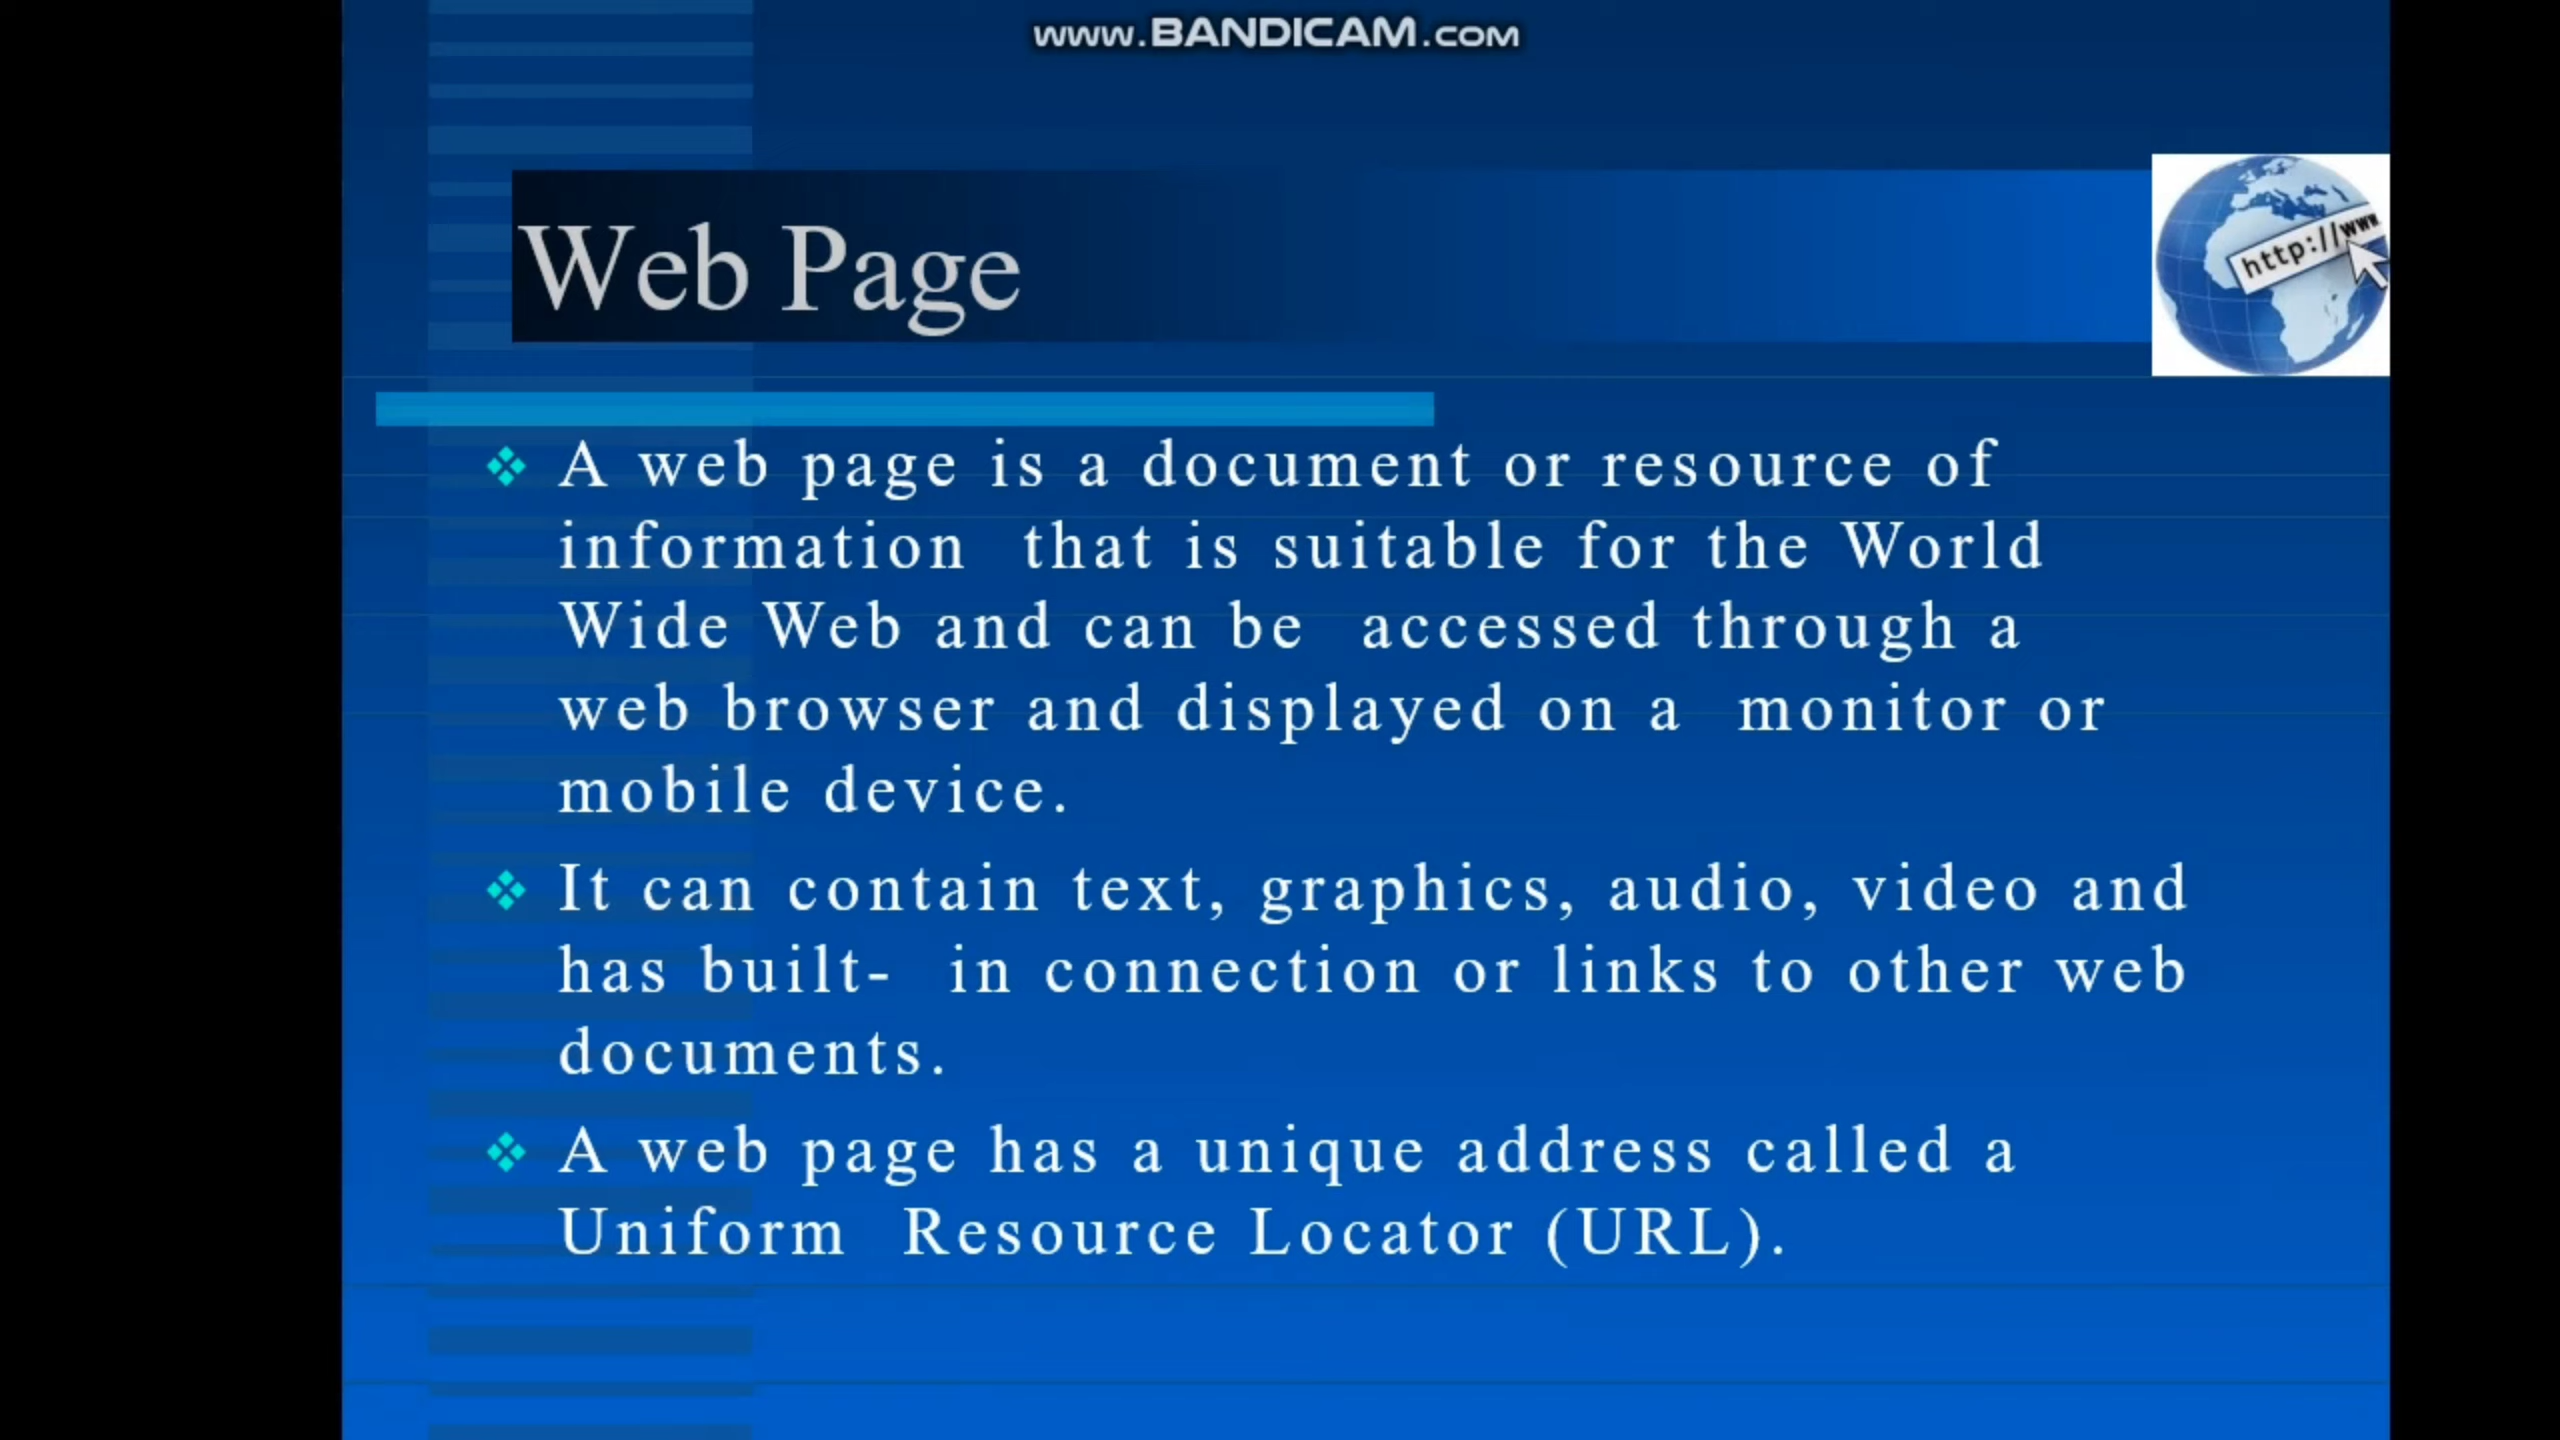 www.BANDICAM.com
Web Page
http://www
A web page is a document or resource of
information that is suitable for the World
Wide Web and can be accessed through a
web browser and displayed on a monitor or
mobile device.
It can contain text, graphics, audio, video and
has built- in connection or links to other web
documents.
A web page has a unique address called a
Uniform Resource Locator (URL).